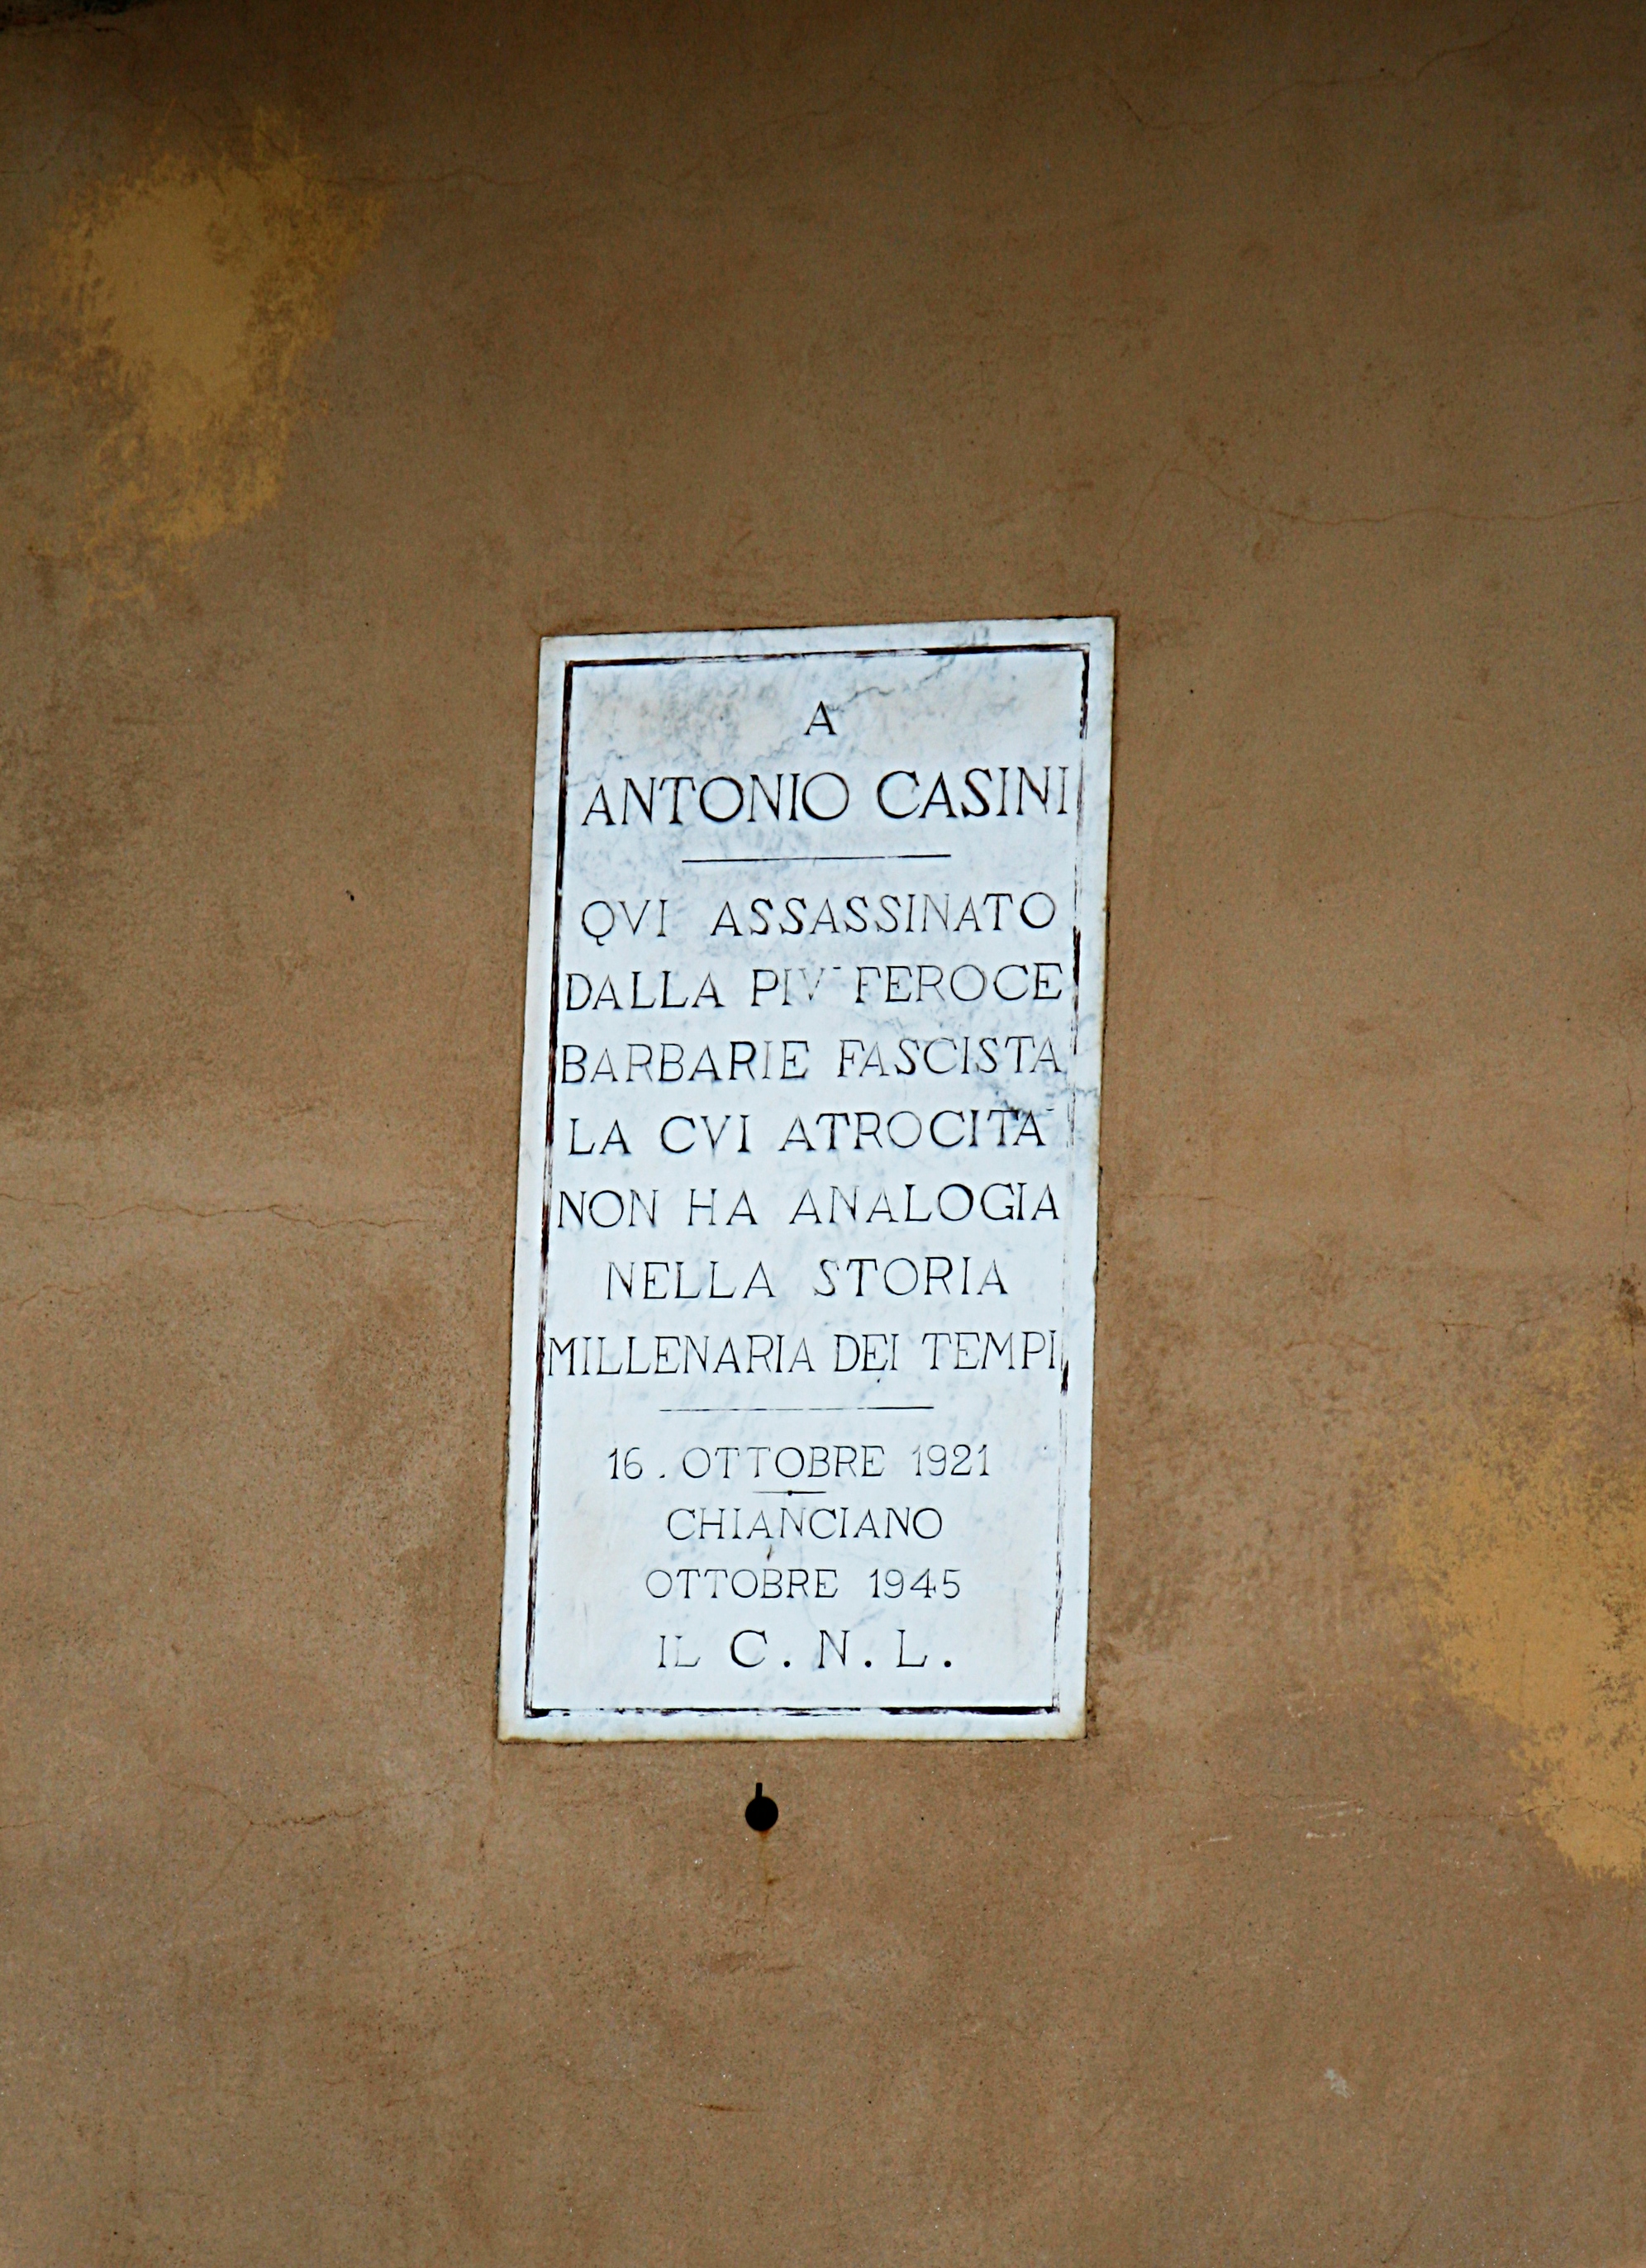 A
ANTONIO CASINI
QVI ASSASSINATO
DALLA PIV' FEROCE
BARBARIE FASCISTA
LA CVI ATROCITA'
NON HA ANALOGIA
NELLA STORIA
MILLENARIA DEI TEMPI
16. OTTOBRE 1921
CHIANCIANO
OTTOBRE 1945
IL C. N. L.